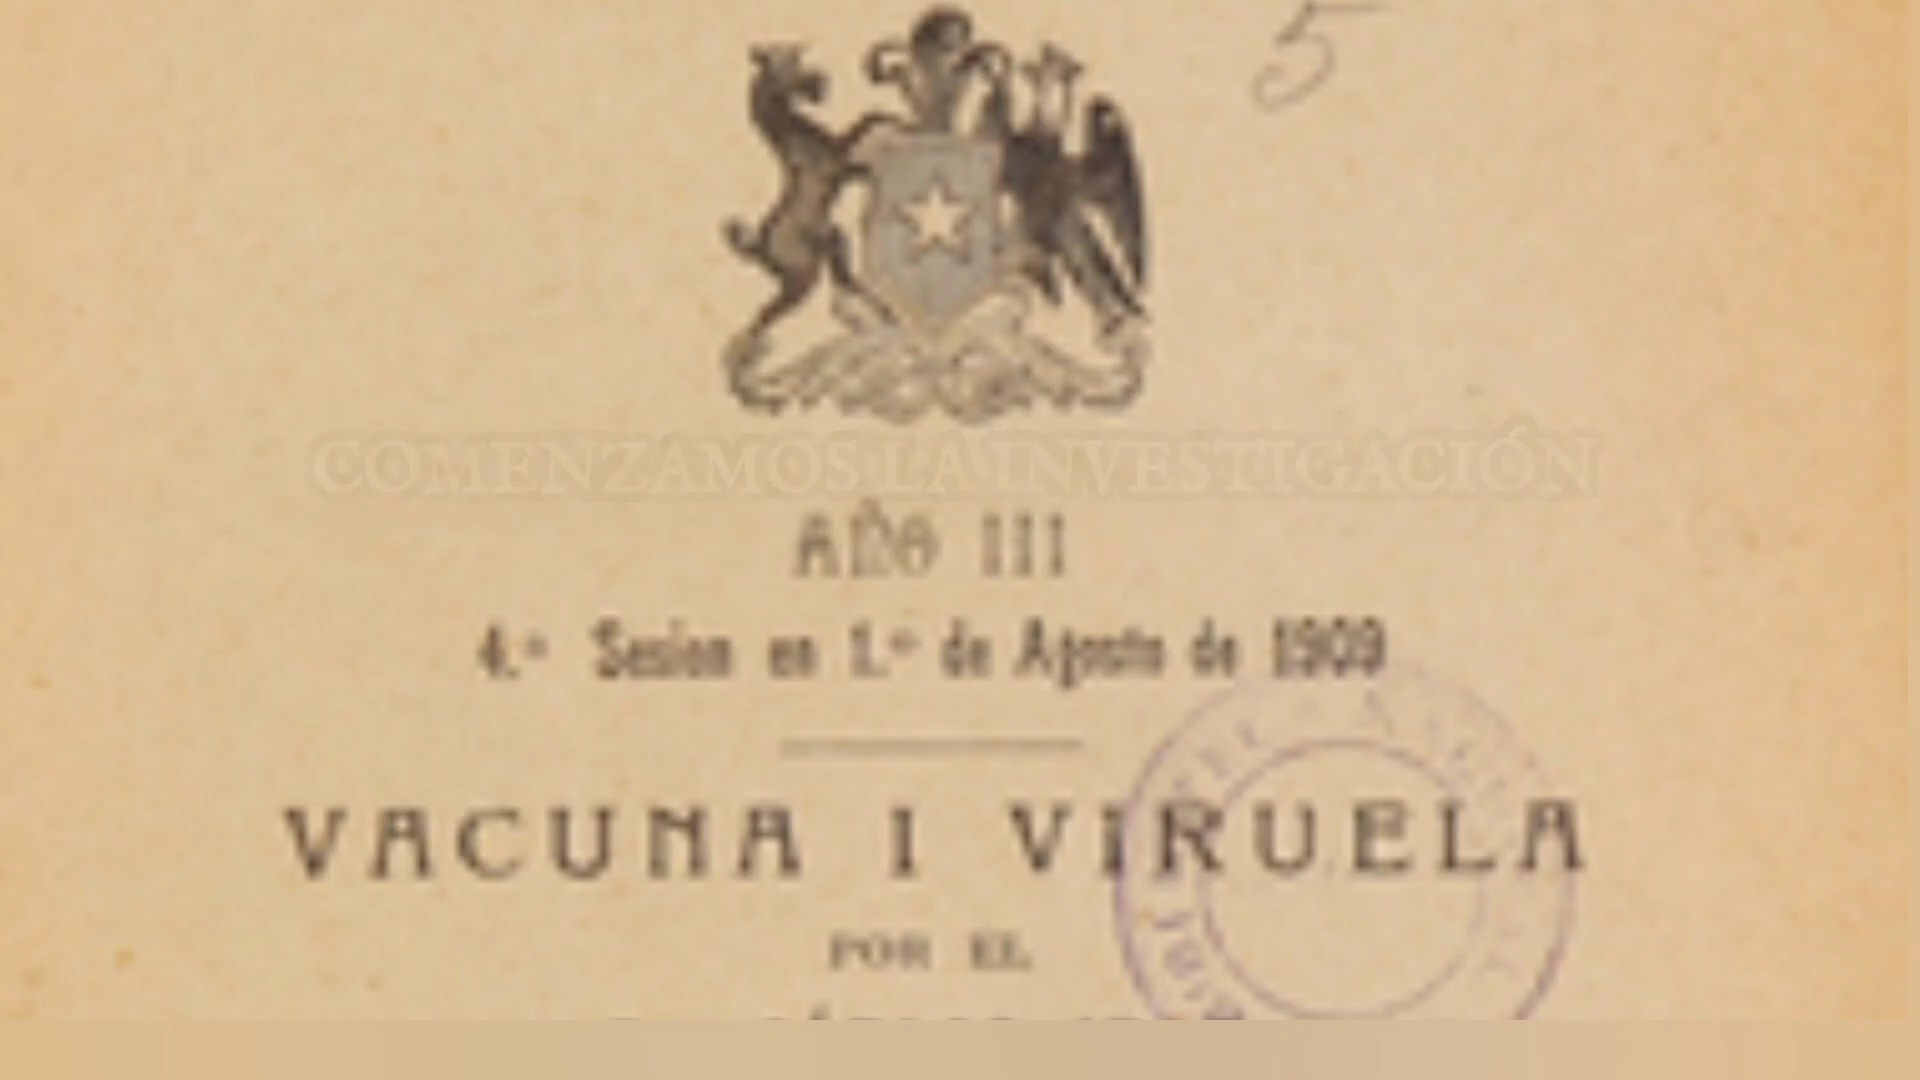 5
COMENZAMOS LA INVESTIGACIÓN
AÑO III
4.ª Sesion en 1.º de Agosto de 1909
VACUNA I VIRUELA
POR EL